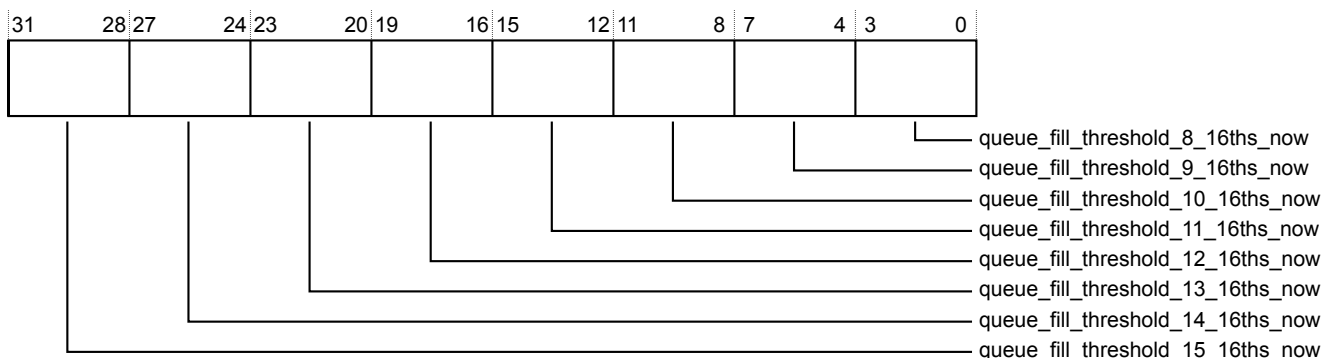 31 28 27 24 23 20 19 16 15 12 11 8 7 4 3 0
queue_fill_threshold_8_16ths_now
queue_fill_threshold_9_16ths_now
queue_fill_threshold_10_16ths_now
queue_fill_threshold_11_16ths_now
queue_fill_threshold_12_16ths_now
queue_fill_threshold_13_16ths_now
queue_fill_threshold_14_16ths_now
queue_fill_threshold_15_16ths_now